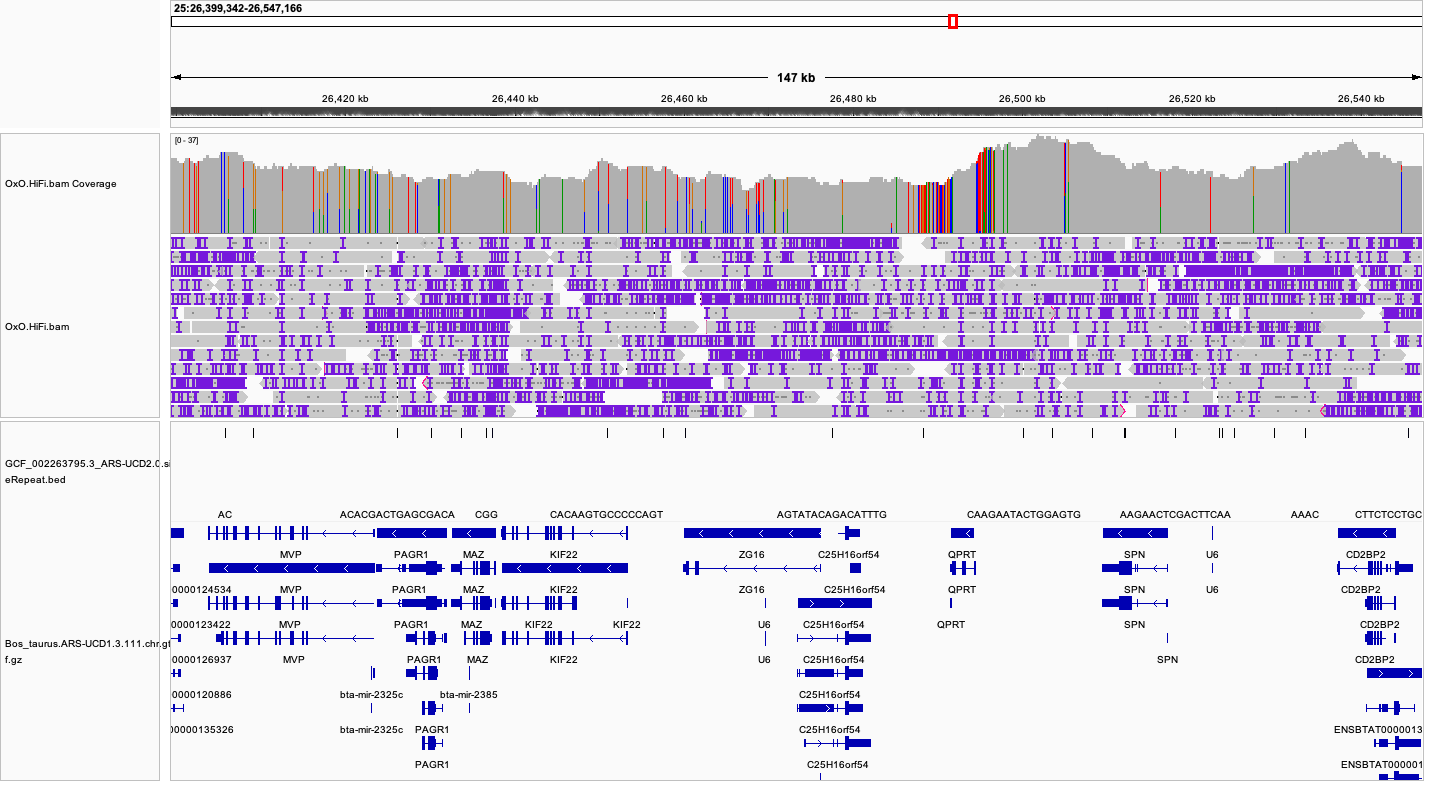 25:26,399,342-26,547,166
147 kb
26,420 kb 26,440 kb 26,460 kb 26,480 kb 26,500 kb 26,520 kb 26,540 kb
[0 - 37]
OxO.HiFi.bam Coverage
OxO.HiFi.bam
GCF_002263795.3_ARS-UCD2.0.si
eRepeat.bed
AC ACACGACTGAGCGACA CGG CACAAGTGCCCCCAGT AGTATACAGACATTTG CAAGAATACTGGAGTG AAGAACTCGACTTCAA AAAC CTTCTCCTGC
MVP PAGR1 MAZ KIF22 ZG16 C25H16orf54 QPRT SPN U6 CD2BP2
0000124534 MVP PAGR1 MAZ KIF22 ZG16 C25H16orf54 QPRT SPN U6 CD2BP2
0000123422 MVP PAGR1 MAZ KIF22 KIF22 U6 C25H16orf54 QPRT SPN CD2BP2
Bos_taurus.ARS-UCD1.3.111.chr.gt
f.gz
0000126937 MVP PAGR1 MAZ KIF22 U6 C25H16orf54 SPN CD2BP2
0000120886 bta-mir-2325c bta-mir-2385 C25H16orf54
00000135326 bta-mir-2325c PAGR1 C25H16orf54 ENSBTAT0000013
PAGR1 C25H16orf54 ENSBTAT000001